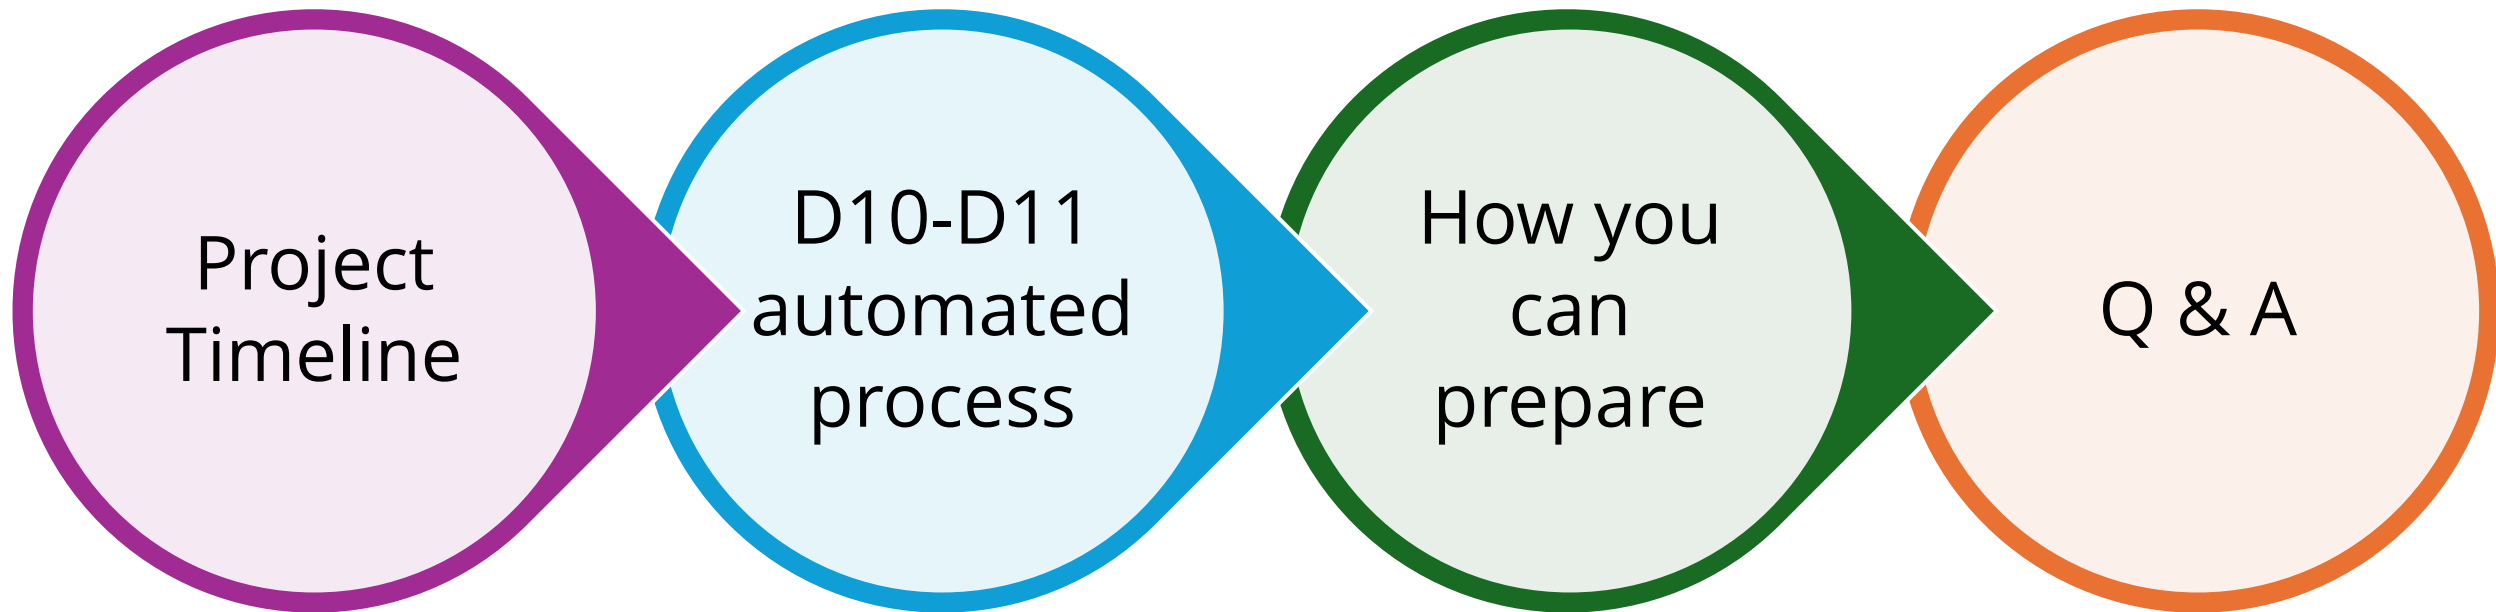 Project
Timeline
D10-D11
automated
process
How you
can
prepare
Q & A